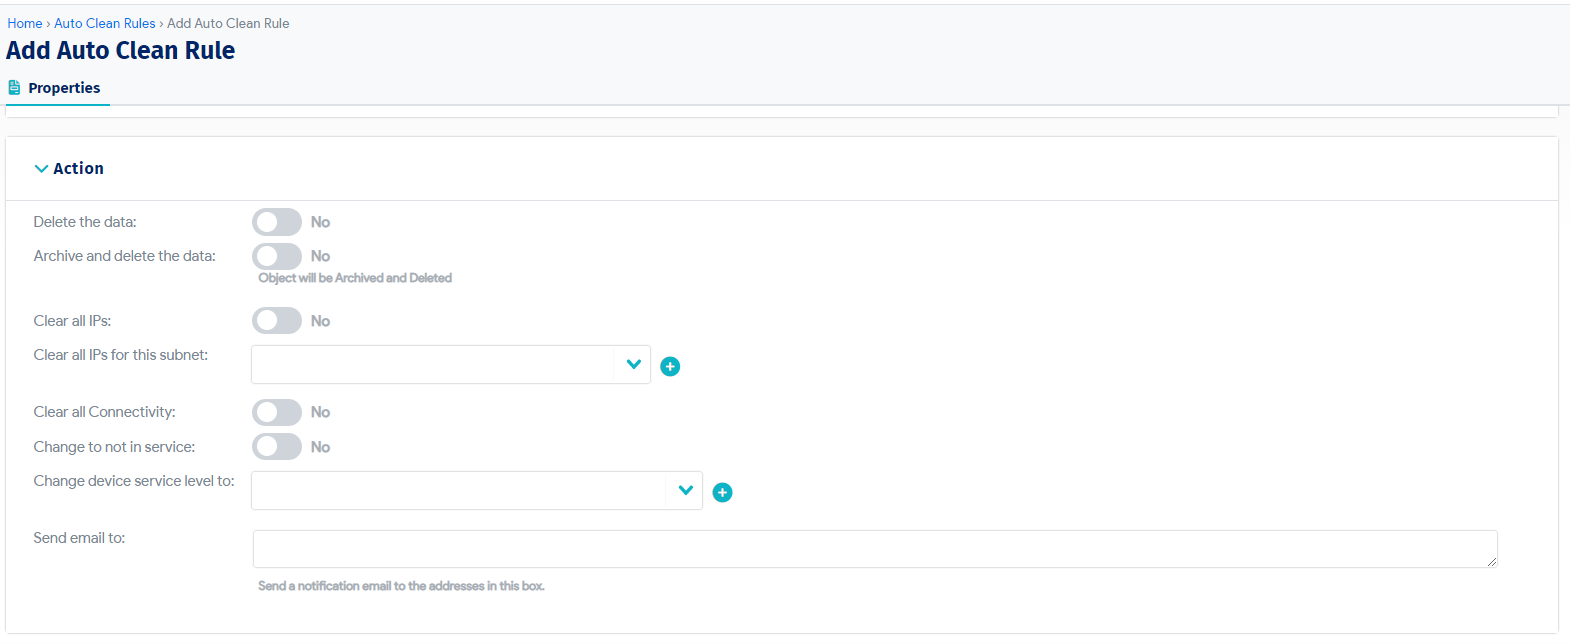 Home › Auto Clean Rules › Add Auto Clean Rule
Add Auto Clean Rule
Properties
Action
Delete the data: No
Archive and delete the data: No
Object will be Archived and Deleted
Clear all IPs: No
Clear all IPs for this subnet:
Clear all Connectivity: No
Change to not in service: No
Change device service level to:
Send email to:
Send a notification email to the addresses in this box.